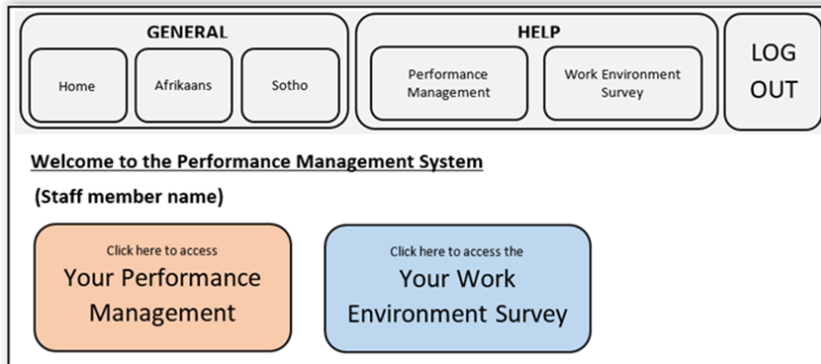 GENERAL
Home
Afrikaans
Sotho
HELP
Performance
Management
Work Environment
Survey
LOG
OUT
Welcome to the Performance Management System
(Staff member name)
Click here to access
Your Performance
Management
Click here to access the
Your Work
Environment Survey